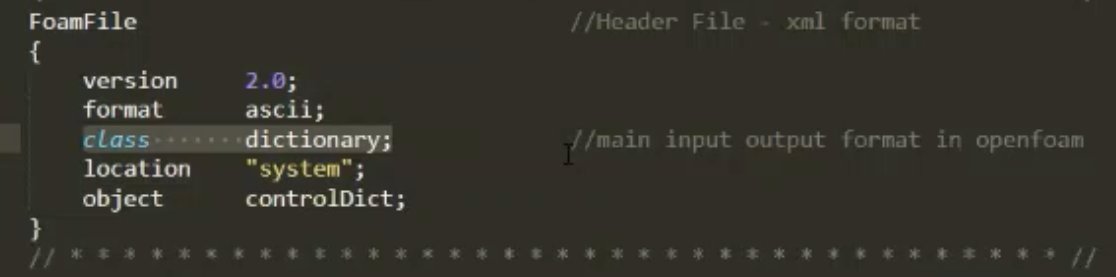 FoamFile //Header File - xml format
{
version 2.0;
format ascii;
class dictionary; //main input output format in openfoam
location "system";
object controlDict;
}
// * * * * * * * * * * * * * * * * * * * * * * * * * * * * * * * * * * * * * //